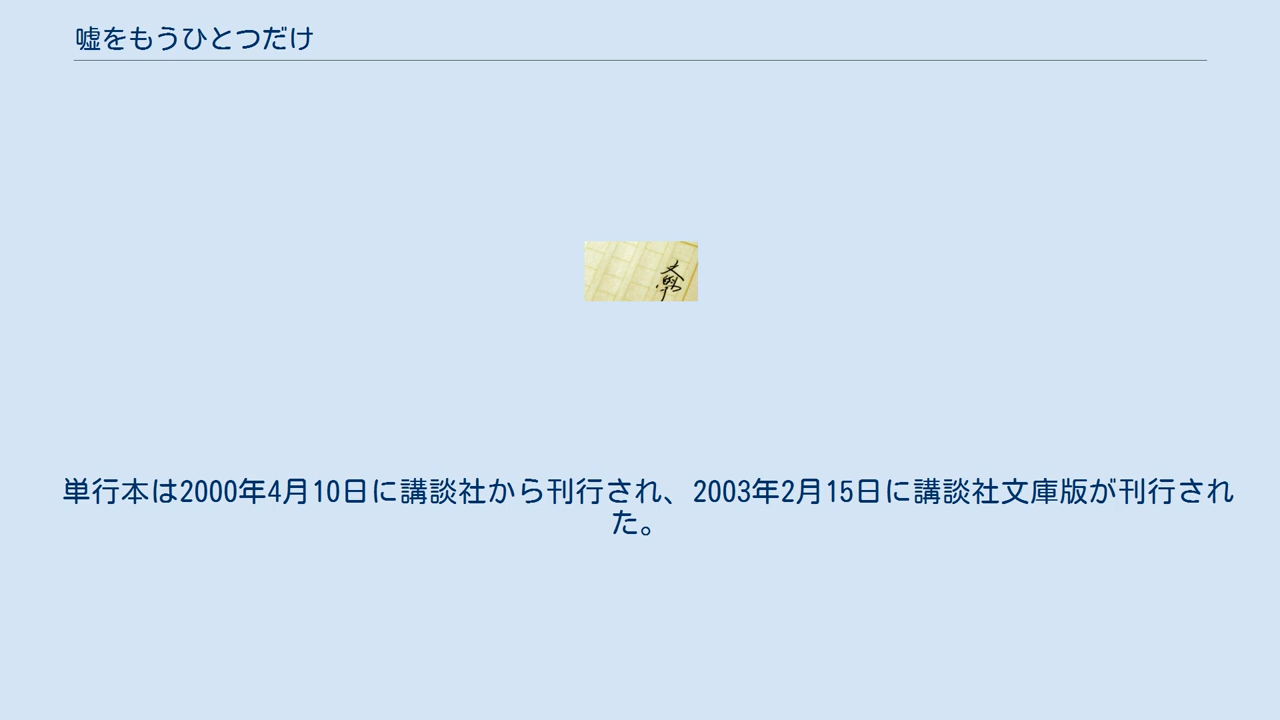 嘘をもうひとつだけ
単行本は2000年4月10日に講談社から刊行され、2003年2月15日に講談社文庫版が刊行され
た。